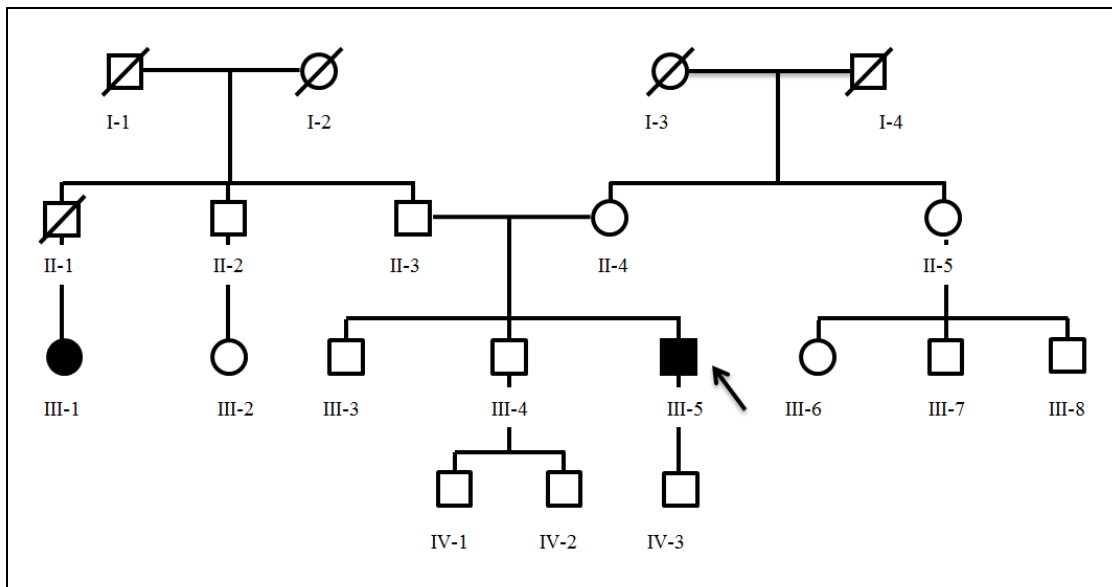 I-1 I-2 I-3 I-4
II-1 II-2 II-3 II-4 II-5
III-1 III-2 III-3 III-4 III-5 III-6 III-7 III-8
IV-1 IV-2 IV-3